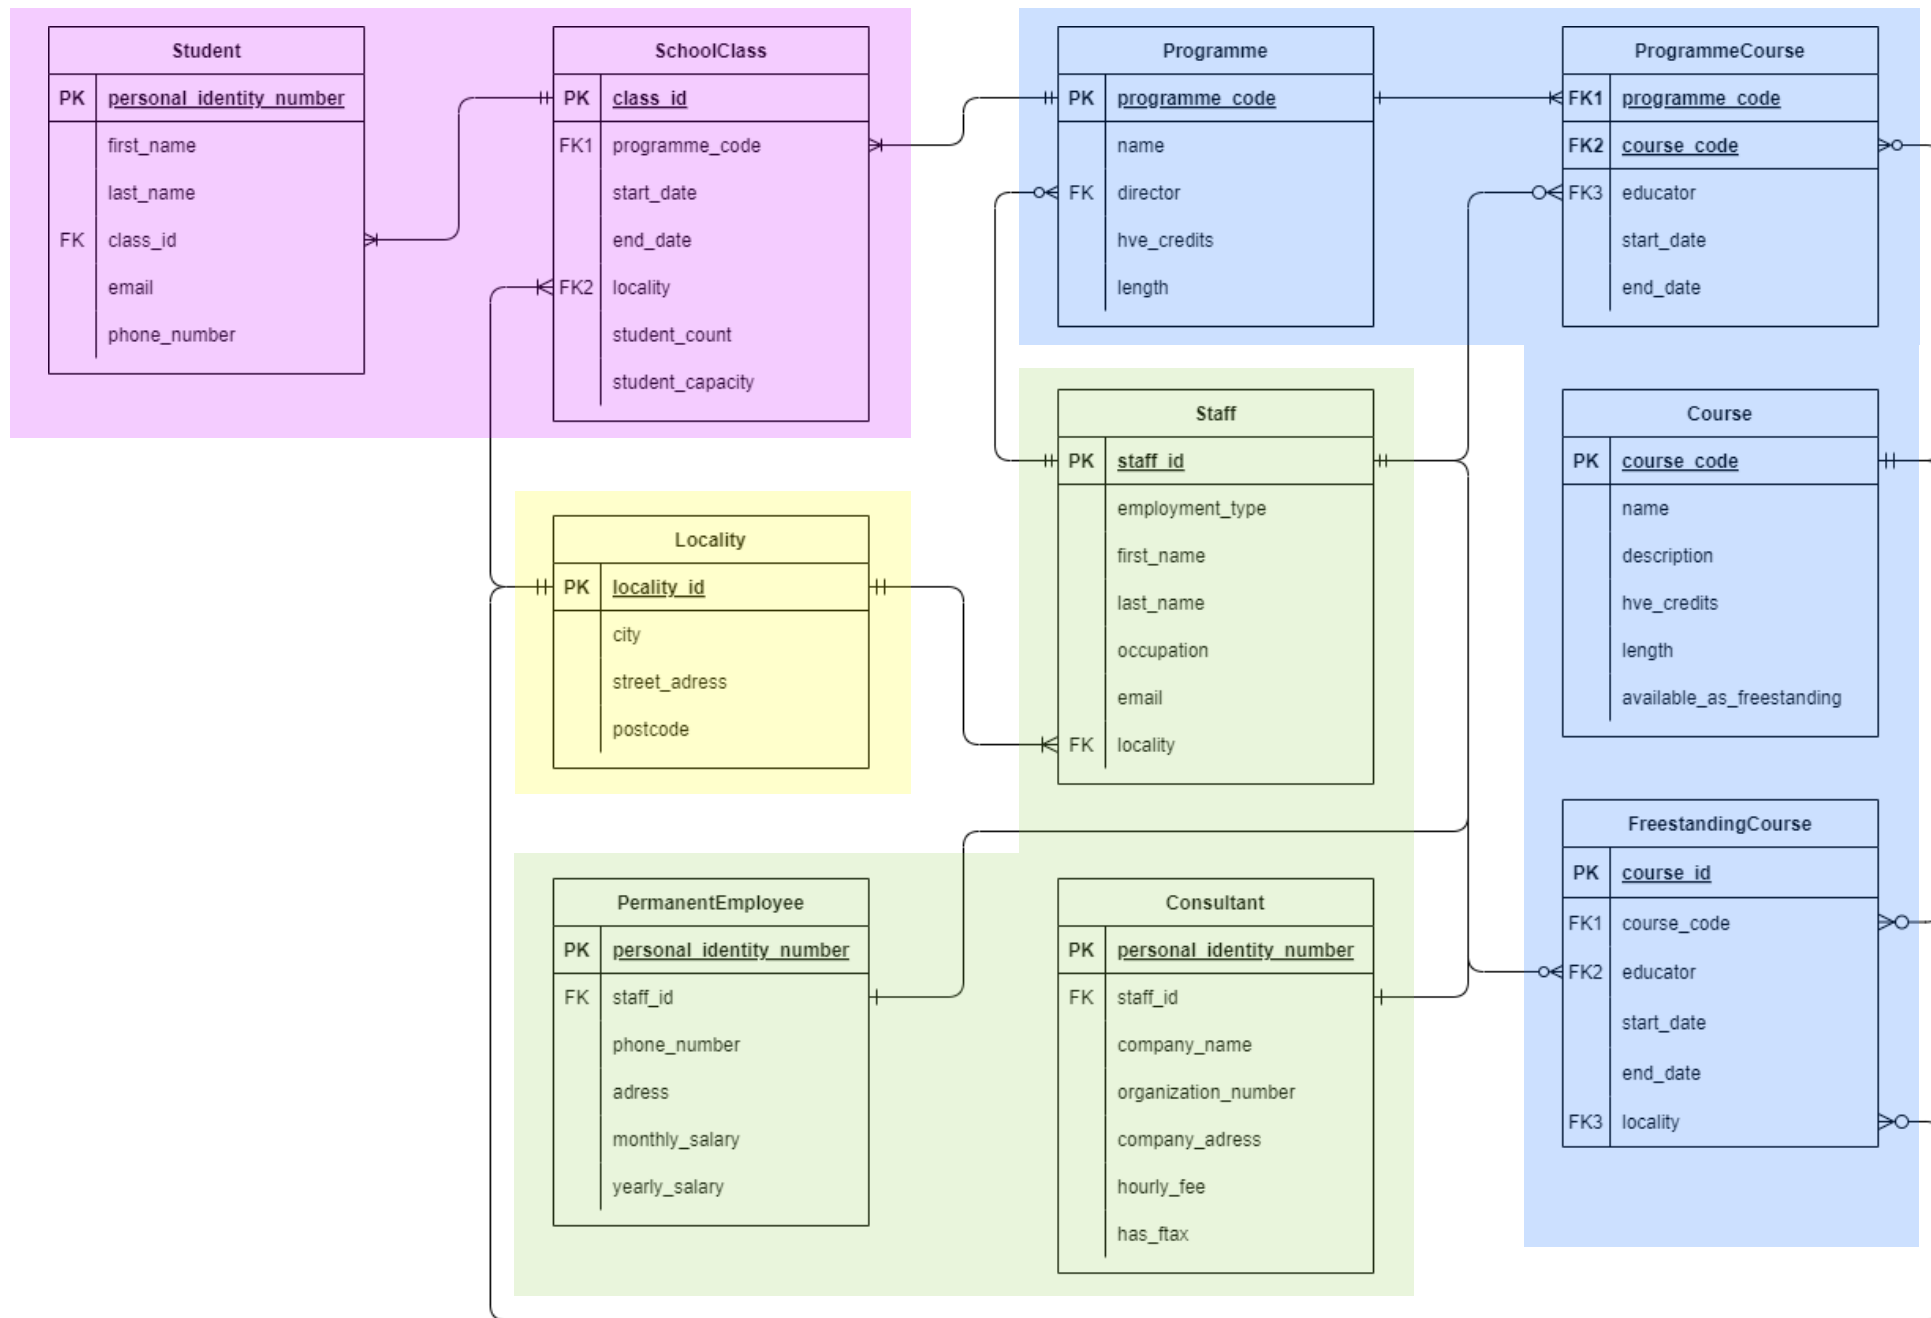 Student
PK personal_identity_number
first_name
last_name
FK class_id
email
phone_number
SchoolClass
PK class_id
FK1 programme_code
start_date
end_date
FK2 locality
student_count
student_capacity
Programme
PK programme_code
name
FK director
hve_credits
length
ProgrammeCourse
FK1 programme_code
FK2 course_code
FK3 educator
start_date
end_date
Locality
PK locality_id
city
street_adress
postcode
Staff
PK staff_id
employment_type
first_name
last_name
occupation
email
FK locality
Course
PK course_code
name
description
hve_credits
length
available_as_freestanding
PermanentEmployee
PK personal_identity_number
FK staff_id
phone_number
adress
monthly_salary
yearly_salary
Consultant
PK personal_identity_number
FK staff_id
company_name
organization_number
company_adress
hourly_fee
has_ftax
FreestandingCourse
PK course_id
FK1 course_code
FK2 educator
start_date
end_date
FK3 locality